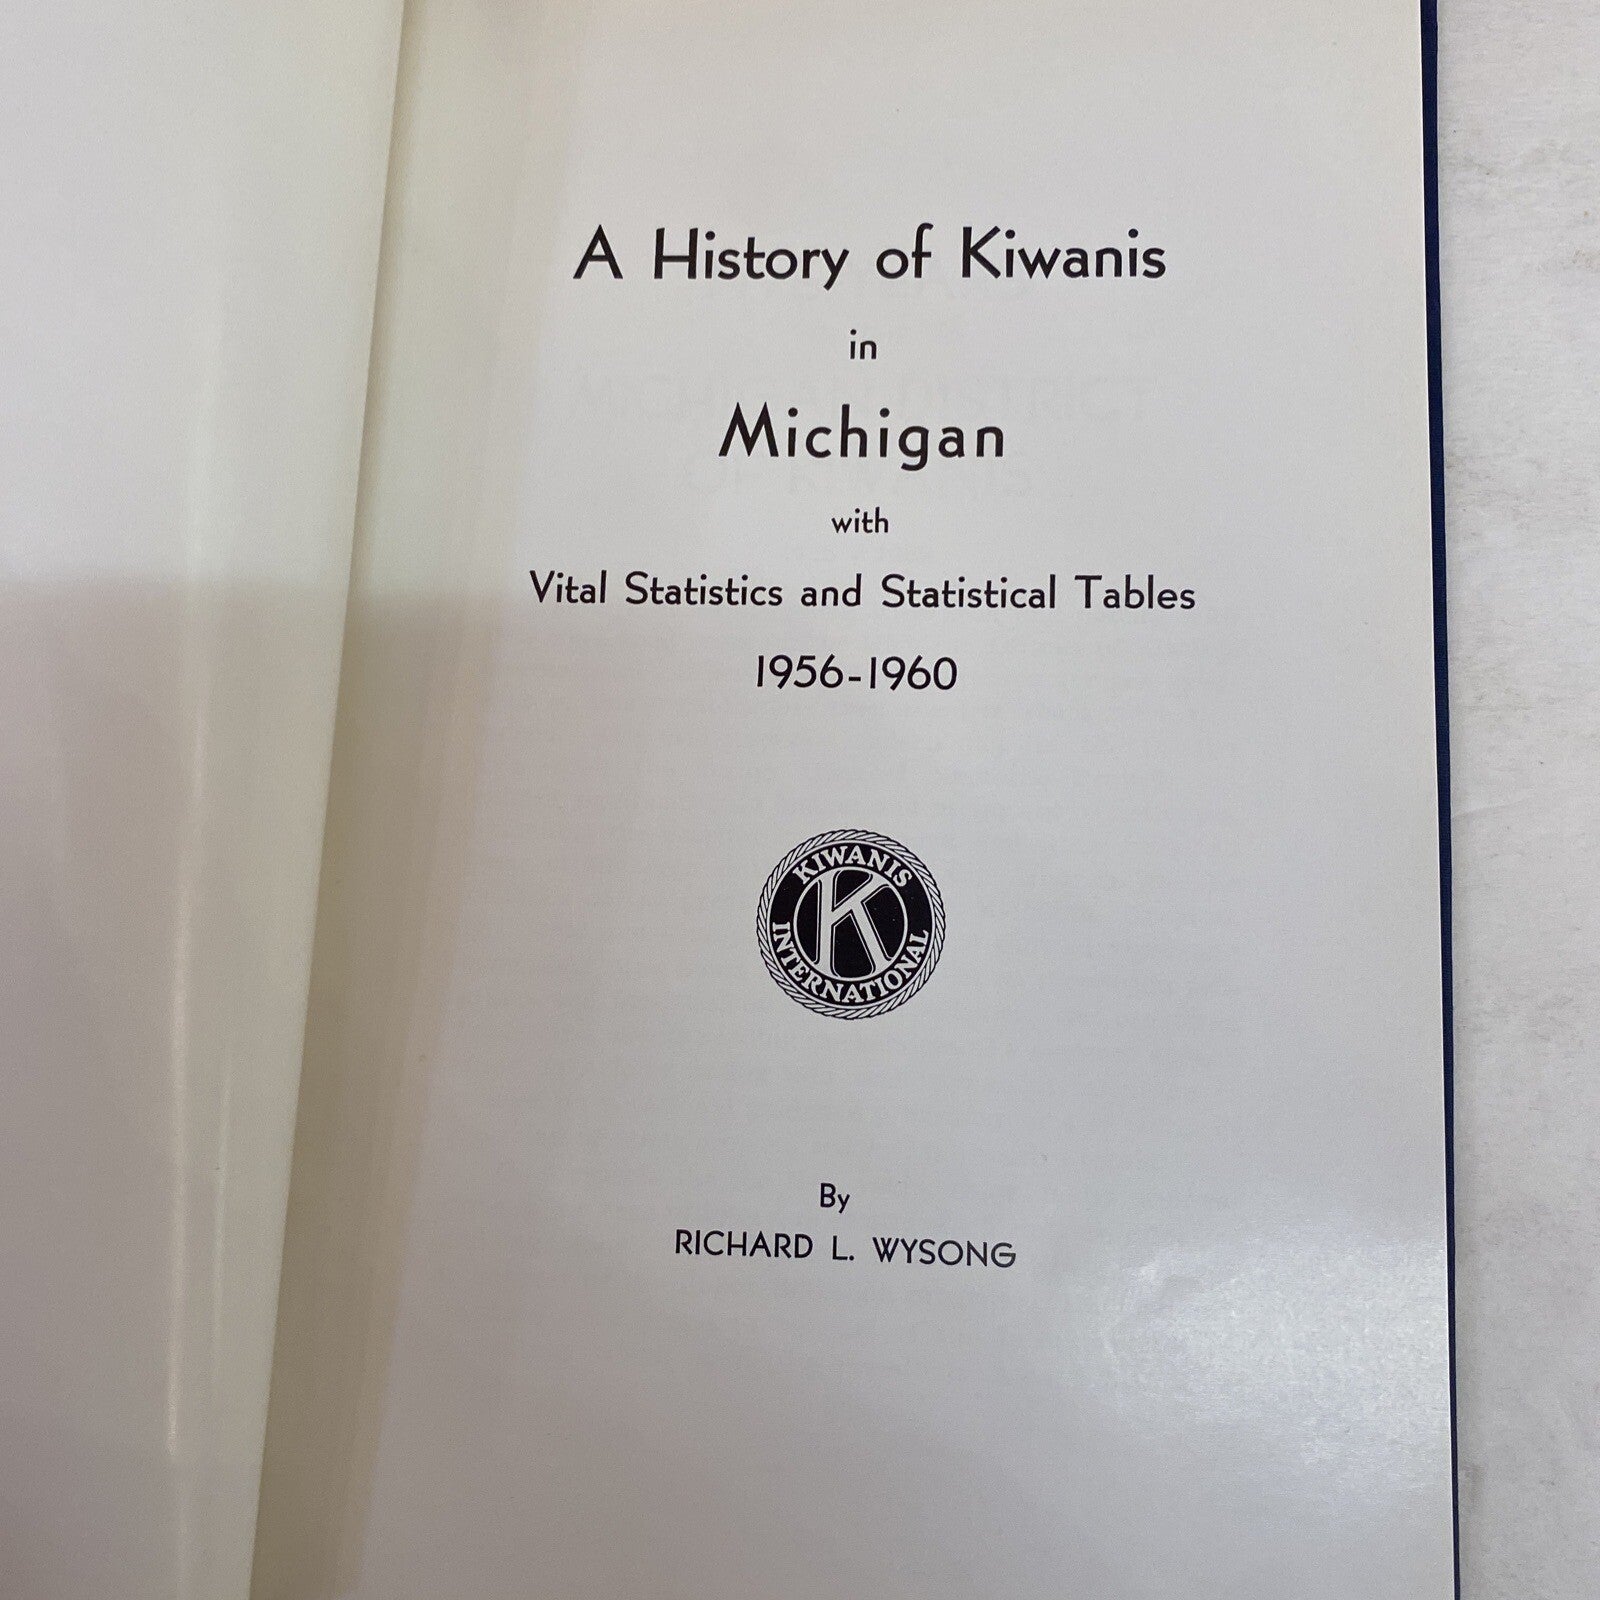 A History of Kiwanis
in
Michigan
with
Vital Statistics and Statistical Tables
1956-1960
KIWANIS
K
INTERNATIONAL
By
RICHARD L. WYSONG